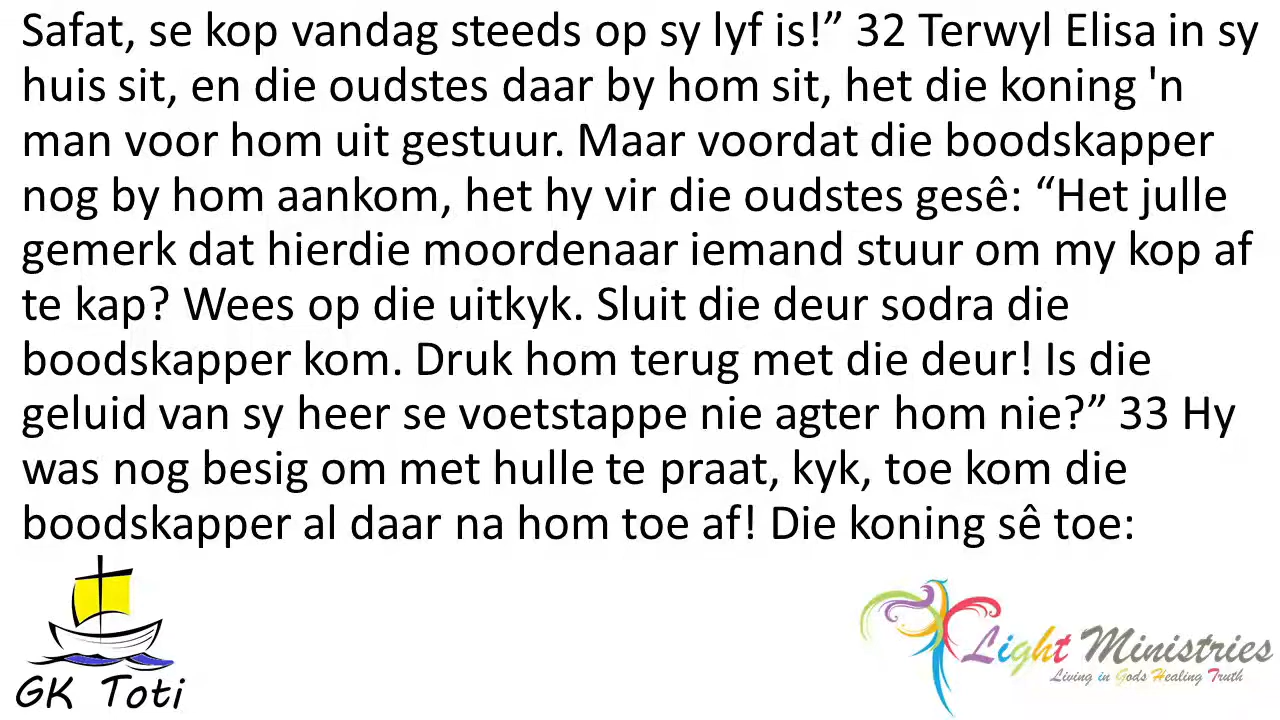 Safat, se kop vandag steeds op sy lyf is!” 32 Terwyl Elisa in sy
huis sit, en die oudstes daar by hom sit, het die koning 'n
man voor hom uit gestuur. Maar voordat die boodskapper
nog by hom aankom, het hy vir die oudstes gesê: “Het julle
gemerk dat hierdie moordenaar iemand stuur om my kop af
te kap? Wees op die uitkyk. Sluit die deur sodra die
boodskapper kom. Druk hom terug met die deur! Is die
geluid van sy heer se voetstappe nie agter hom nie?” 33 Hy
was nog besig om met hulle te praat, kyk, toe kom die
boodskapper al daar na hom toe af! Die koning sê toe:
GK Toti
Light Ministries
Living in Gods Healing Truth